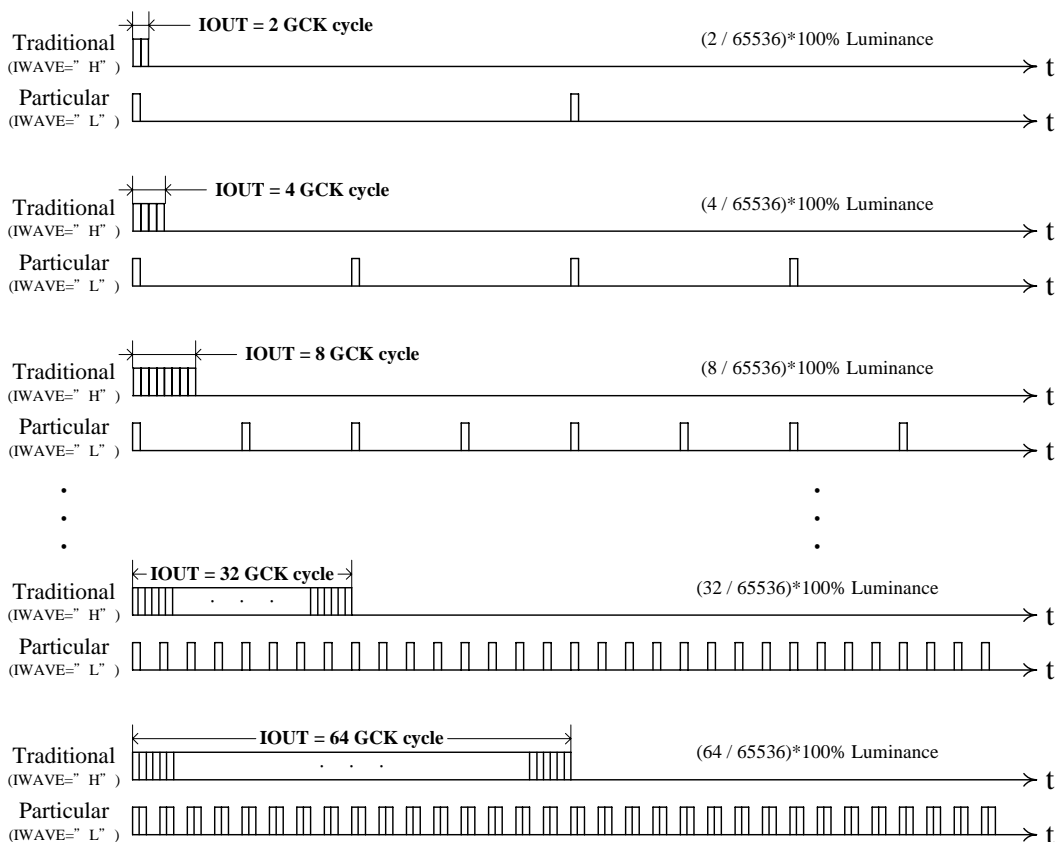 IOUT = 2 GCK cycle
Traditional
(IWAVE=”H”)
(2 / 65536)*100% Luminance
t
Particular
(IWAVE=”L”)
t
IOUT = 4 GCK cycle
Traditional
(IWAVE=”H”)
(4 / 65536)*100% Luminance
t
Particular
(IWAVE=”L”)
t
IOUT = 8 GCK cycle
Traditional
(IWAVE=”H”)
(8 / 65536)*100% Luminance
t
Particular
(IWAVE=”L”)
t
IOUT = 32 GCK cycle
Traditional
(IWAVE=”H”)
(32 / 65536)*100% Luminance
t
Particular
(IWAVE=”L”)
t
IOUT = 64 GCK cycle
Traditional
(IWAVE=”H”)
(64 / 65536)*100% Luminance
t
Particular
(IWAVE=”L”)
t